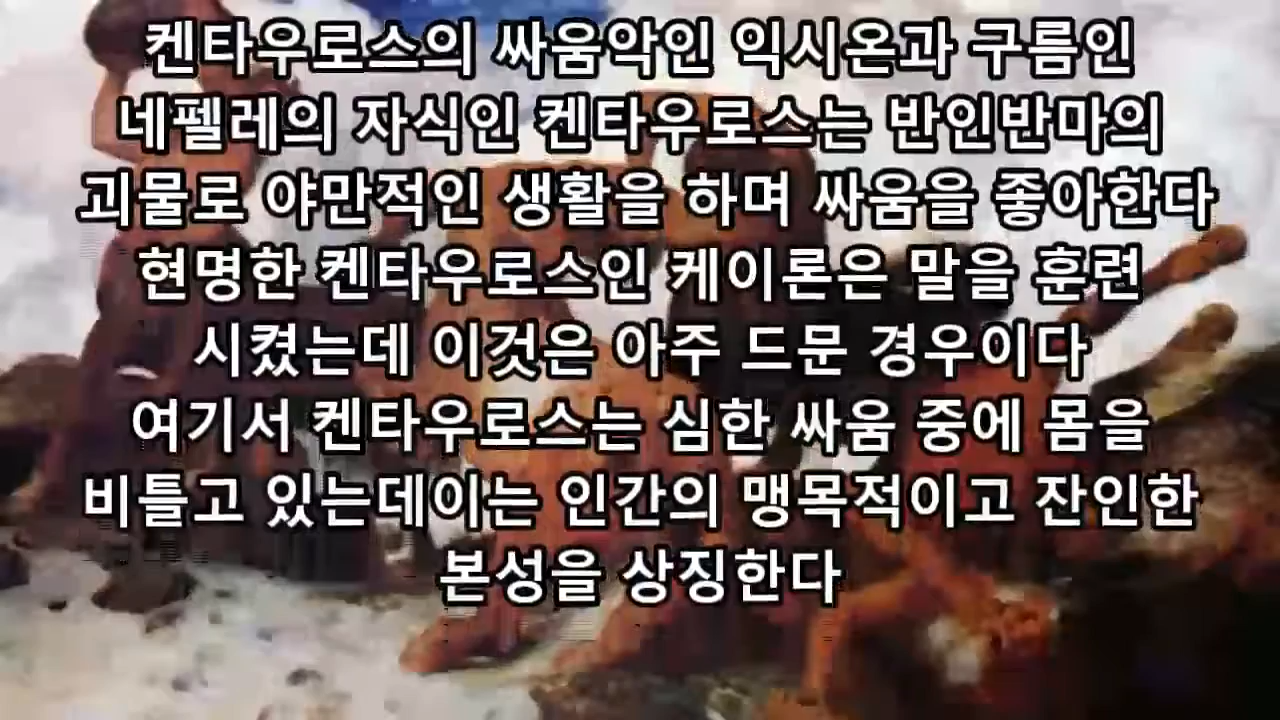 켄타우로스의 싸움악인 익시온과 구름인
네펠레의 자식인 켄타우로스는 반인반마의
괴물로 야만적인 생활을 하며 싸움을 좋아한다
현명한 켄타우로스인 케이론은 말을 훈련
시켰는데 이것은 아주 드문 경우이다
여기서 켄타우로스는 심한 싸움 중에 몸을
비틀고 있는데이는 인간의 맹목적이고 잔인한
본성을 상징한다